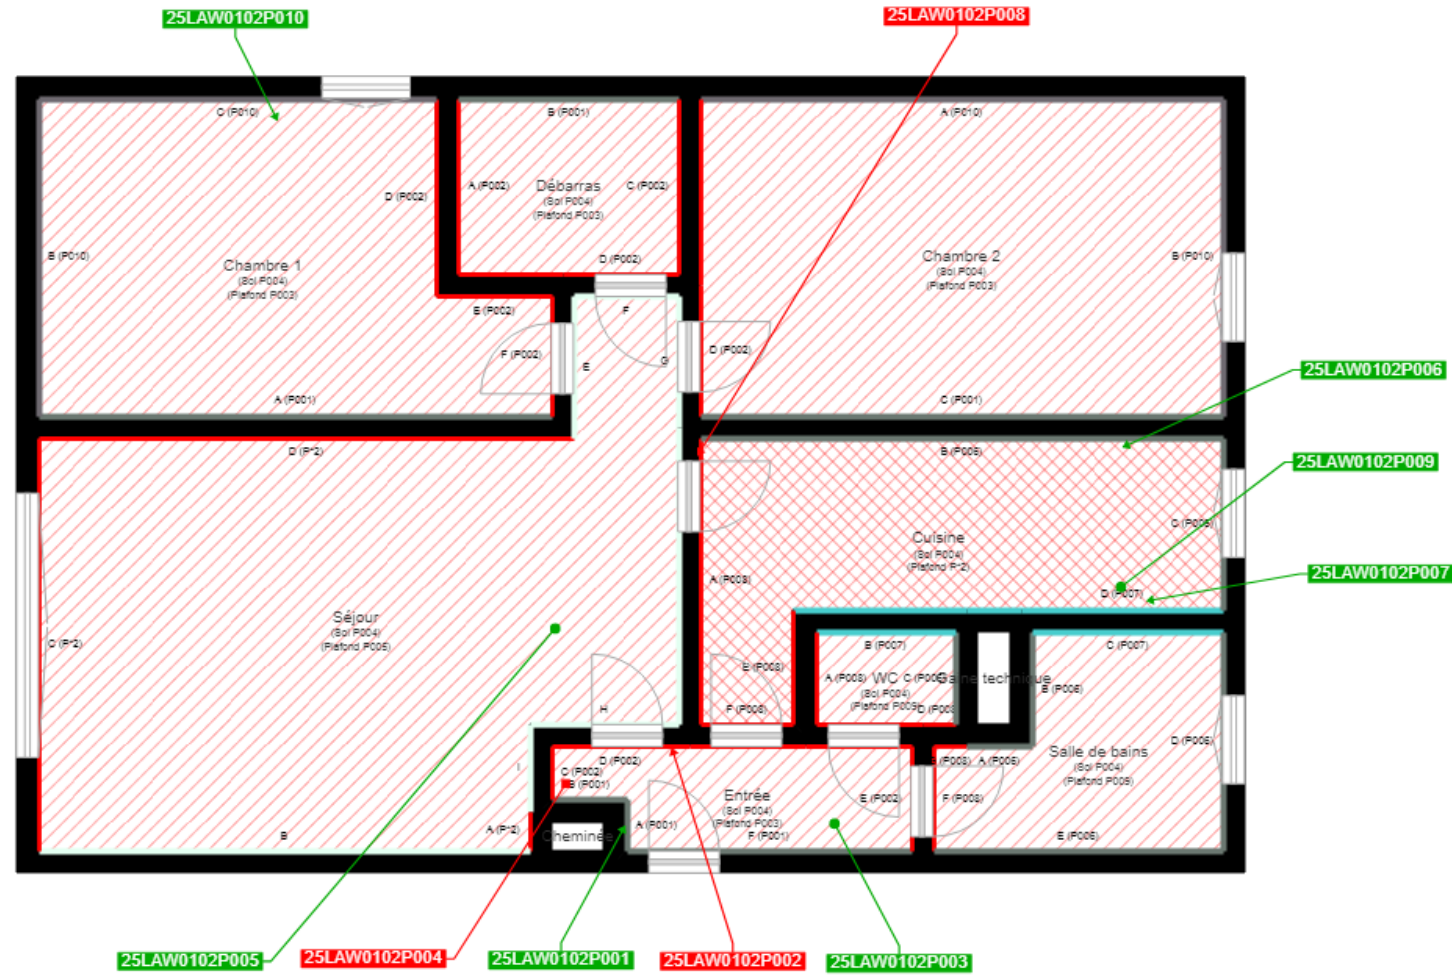 25LAW0102P010
25LAW0102P008
C (P010)
B (P001)
A (P010)
D (P002)
A (P002)
C (P002)
Débarras
(Sol P004)
(Plafond P003)
B (P010)
Chambre 1
(Sol P004)
(Plafond P003)
D (P002)
Chambre 2
(Sol P004)
(Plafond P003)
B (P010)
E (P002)
F
F (P002)
E
G
D (P002)
A (P001)
C (P001)
25LAW0102P006
D (P*2)
B (P006)
25LAW0102P009
Cuisine
(Sol P004)
(Plafond P*2)
C (P006)
A (P008)
D (P007)
25LAW0102P007
Séjour
(Sol P004)
(Plafond P005)
C (P*2)
B (P007)
C (P007)
E (P008)
A (P008)
WC
(Sol P004)
Gaine technique
B (P006)
H
F (P008)
I
D (P002)
C (P002)
B (P001)
Entrée
(Sol P004)
(Plafond P003)
E (P002)
A (P006)
Salle de bains
(Sol P004)
(Plafond P005)
D (P006)
F (P008)
B
A (P*2)
Cheminée
A (P001)
F (P001)
E (P006)
25LAW0102P005
25LAW0102P004
25LAW0102P001
25LAW0102P002
25LAW0102P003